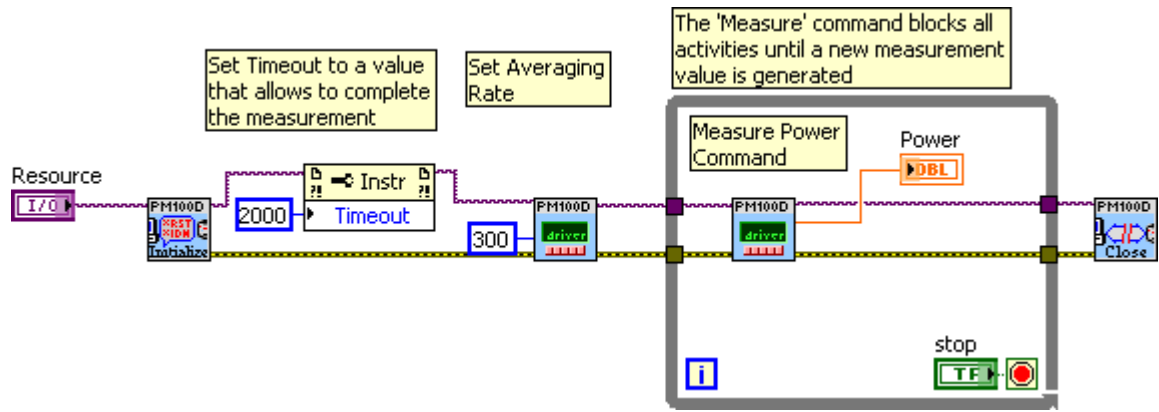 The 'Measure' command blocks all
activities until a new measurement
value is generated
Set Timeout to a value
that allows to complete
the measurement
Set Averaging
Rate
Measure Power
Command
Power
DBL
Resource
I/O
PM100D
*RST
*IDN
Initialize
Instr
2000
Timeout
300
PM100D
driver
PM100D
driver
PM100D
Close
stop
TF
i